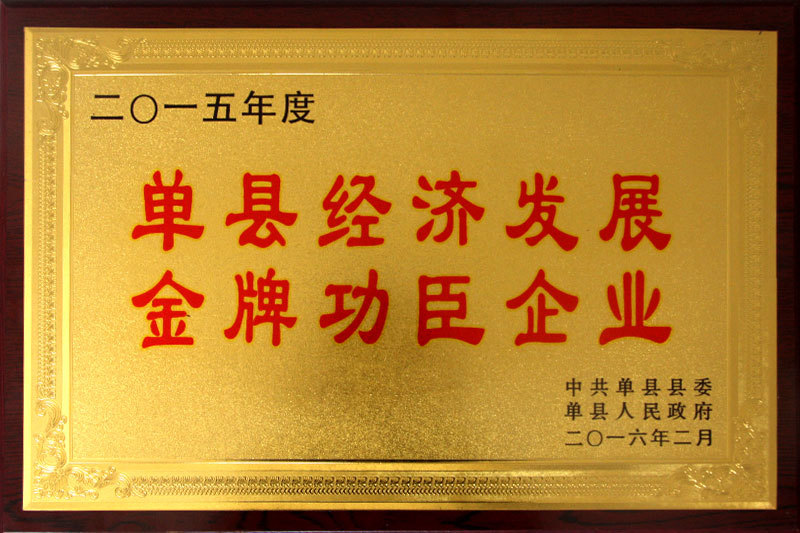 二〇一五年度
单县经济发展
金牌功臣企业
中共单县县委
单县人民政府
二〇一六年二月